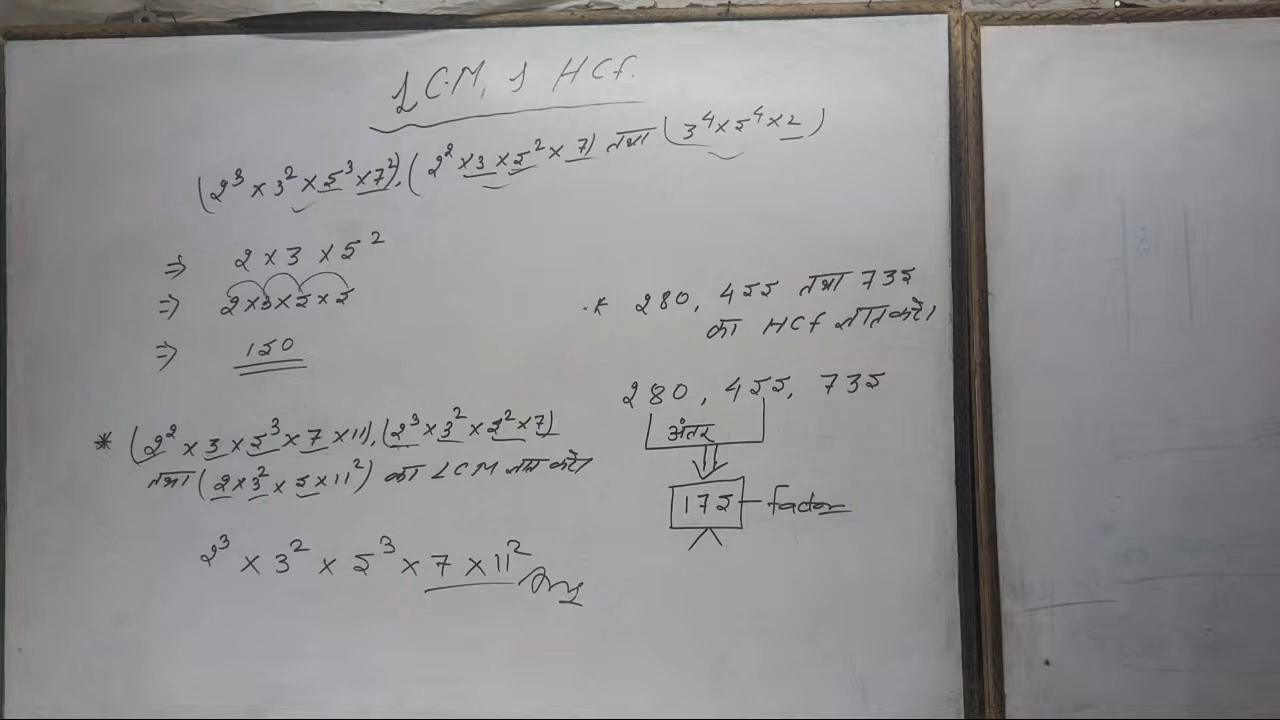 LCM, 1 HCf.
(2³ × 3² × 5³ × 7²), (2² × 3 × 5² × 7) तथा (3⁴ × 5⁴ × 2)
⇒ 2 × 3 × 5²
⇒ 2 × 3 × 5 × 5
⇒ 150
* (2² × 3 × 5³ × 7 × 11), (2³ × 3² × 5² × 7)
तथा (2 × 3² × 5 × 11²) का LCM ज्ञात करें।
2³ × 3² × 5³ × 7 × 11² Ans
* 280, 455 तथा 735
का HCf ज्ञात करें।
280, 455, 735
अंतर
175 – factor